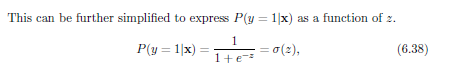 This can be further simplified to express P(y = 1|x) as a function of z.
P(y = 1|x) = 1 / (1 + e^{-z}) = σ(z), (6.38)